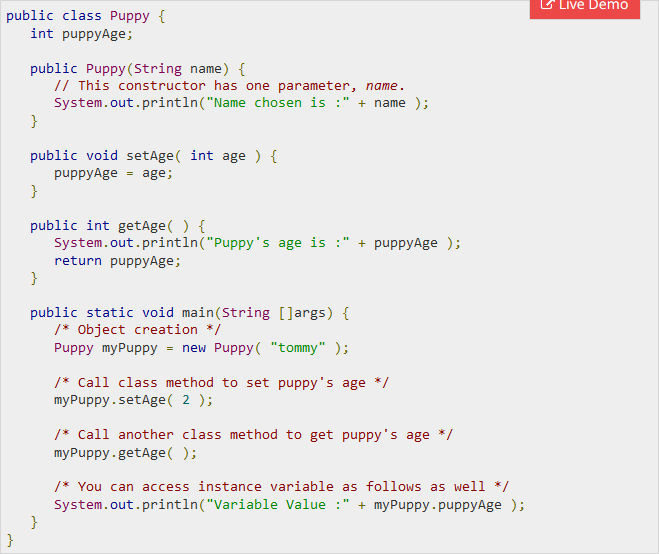 Live Demo
public class Puppy {
   int puppyAge;

   public Puppy(String name) {
      // This constructor has one parameter, name.
      System.out.println("Name chosen is :" + name );
   }

   public void setAge( int age ) {
      puppyAge = age;
   }

   public int getAge( ) {
      System.out.println("Puppy's age is :" + puppyAge );
      return puppyAge;
   }

   public static void main(String []args) {
      /* Object creation */
      Puppy myPuppy = new Puppy( "tommy" );

      /* Call class method to set puppy's age */
      myPuppy.setAge( 2 );

      /* Call another class method to get puppy's age */
      myPuppy.getAge( );

      /* You can access instance variable as follows as well */
      System.out.println("Variable Value :" + myPuppy.puppyAge );
   }
}